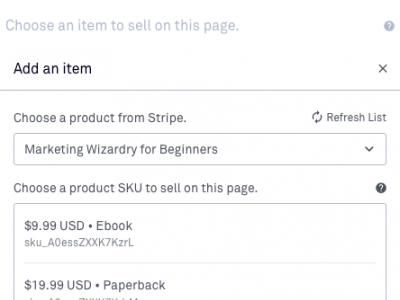 Choose an item to sell on this page.
Add an item
Choose a product from Stripe.
Refresh List
Marketing Wizardry for Beginners
Choose a product SKU to sell on this page.
$9.99 USD • Ebook
sku_A0essZXXK7KzrL
$19.99 USD • Paperback